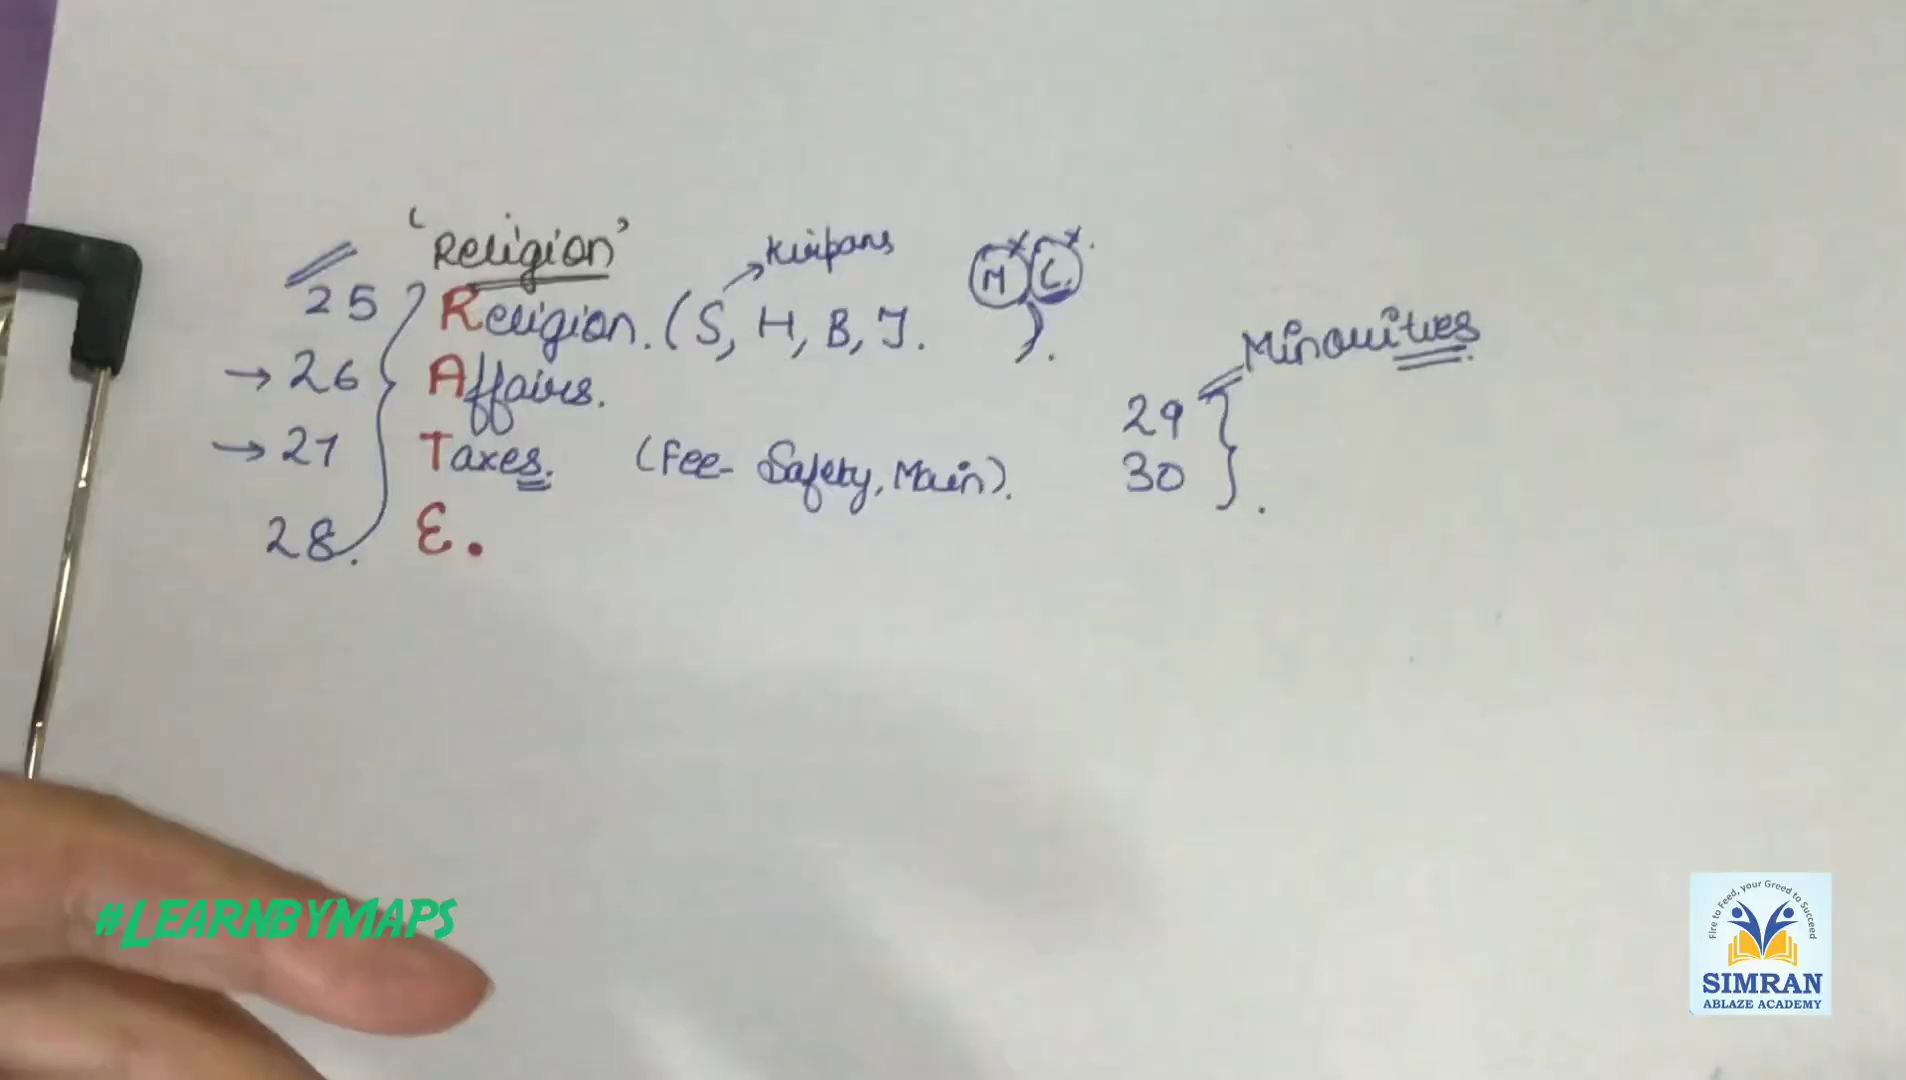 'Religion'
Kirpans
M C.
25 Religion. (S, H, B, J. ).
→ 26 Affairs.
→ 27 Taxes. (Fee- Safety, Main).
28. E.
Minorities
29
30
#LEARNBYMAPS
Fire to Feed, your Greed to Succeed
SIMRAN
ABLAZE ACADEMY